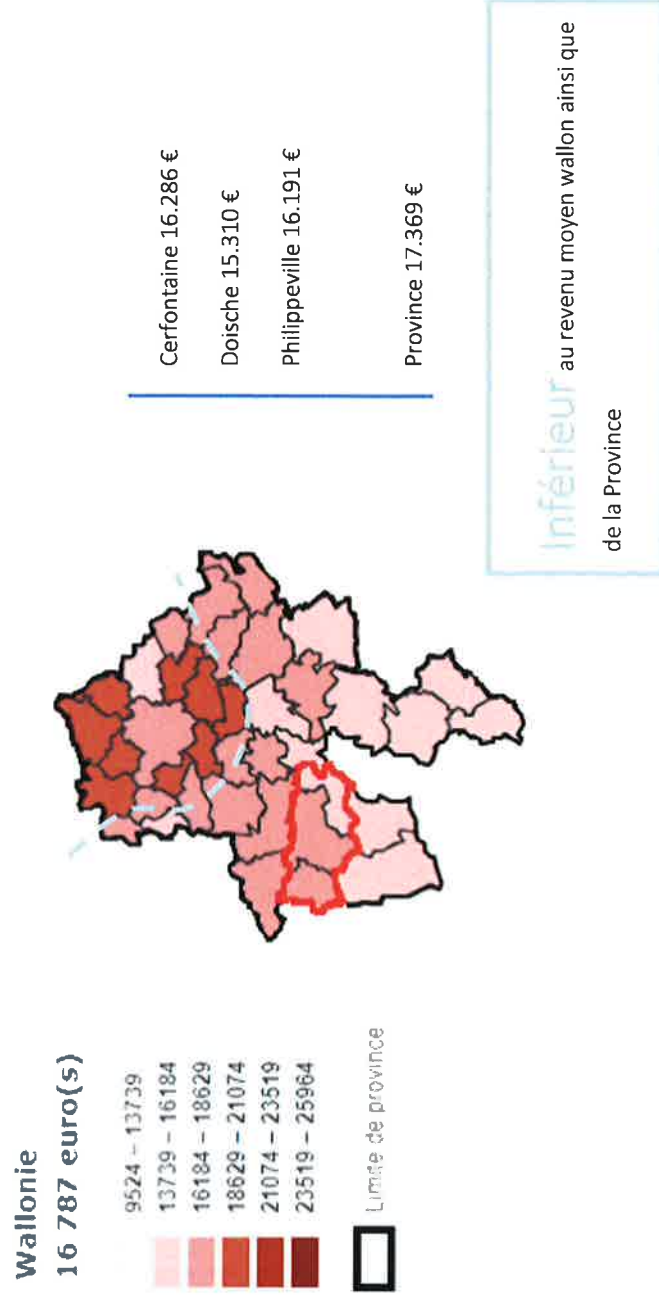 Wallonie
16 787 euro(s)
9524 – 13739
13739 – 16184
16184 – 18629
18629 – 21074
21074 – 23519
23519 – 25964
Limite de province
Cerfontaine 16.286 €
Doische 15.310 €
Philippeville 16.191 €
Province 17.369 €
Inférieur au revenu moyen wallon ainsi que
de la Province